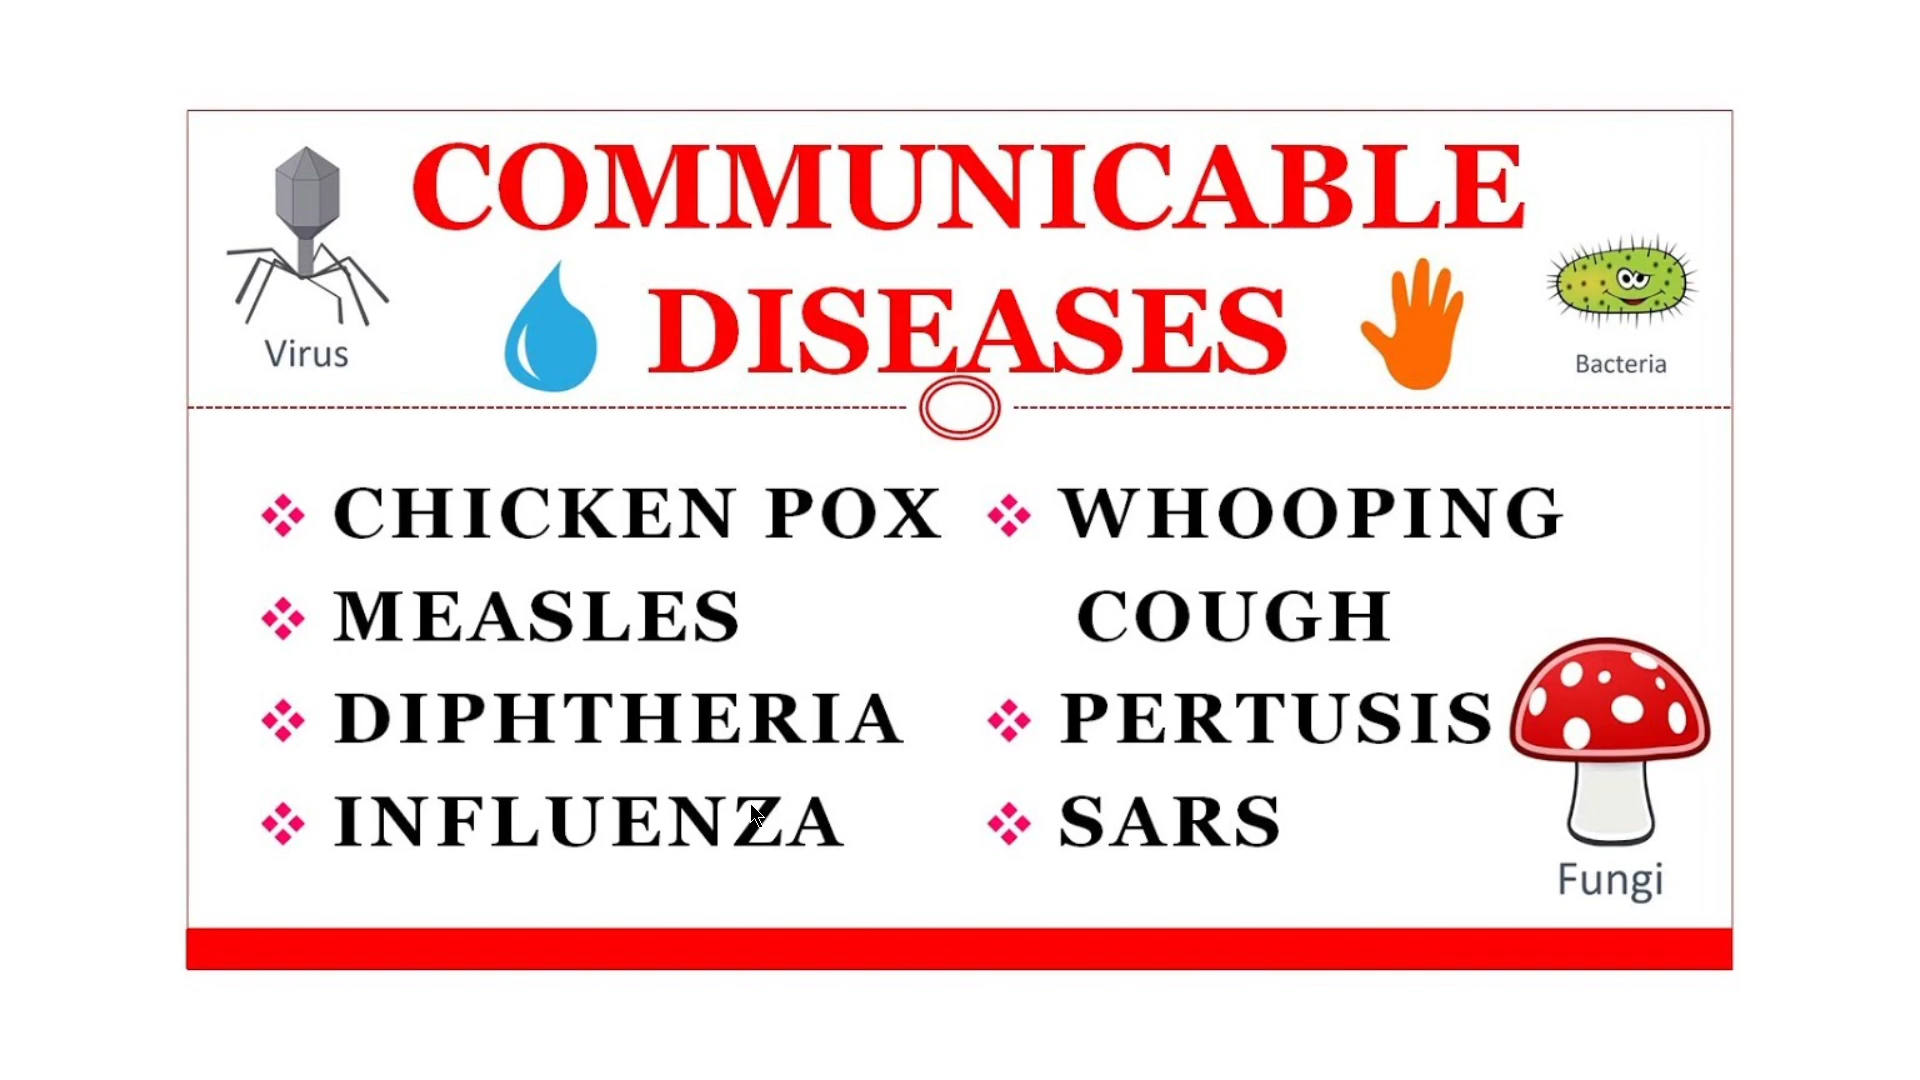 COMMUNICABLE
DISEASES
Virus
Bacteria
CHICKEN POX
MEASLES
DIPHTHERIA
INFLUENZA
WHOOPING
COUGH
PERTUSIS
SARS
Fungi